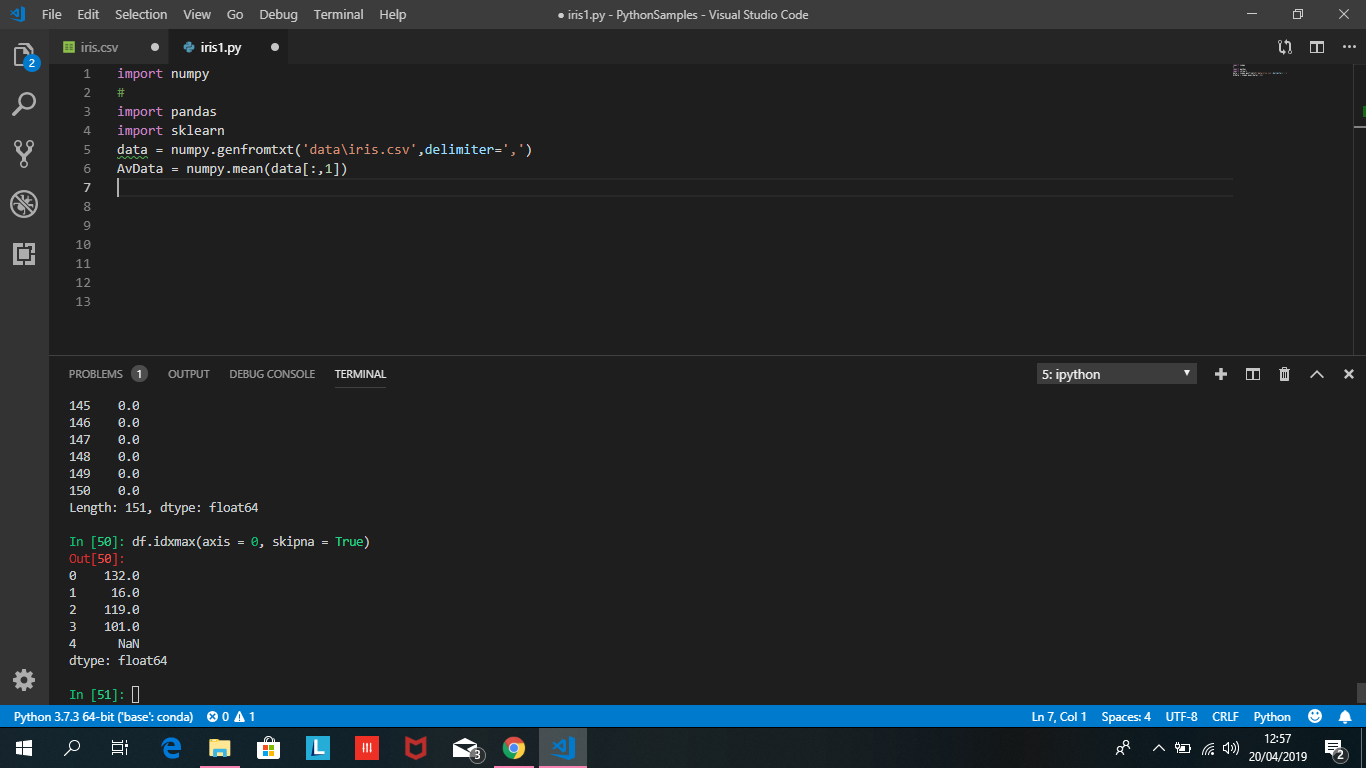 File Edit Selection View Go Debug Terminal Help
● iris1.py - PythonSamples - Visual Studio Code
iris.csv ●
iris1.py ●
2
1 import numpy
2 #
3 import pandas
4 import sklearn
5 data = numpy.genfromtxt('data\iris.csv',delimiter=',')
6 AvData = numpy.mean(data[:,1])
7
8
9
10
11
12
13
PROBLEMS 1 OUTPUT DEBUG CONSOLE TERMINAL
5: ipython
145 0.0
146 0.0
147 0.0
148 0.0
149 0.0
150 0.0
Length: 151, dtype: float64
In [50]: df.idxmax(axis = 0, skipna = True)
Out[50]:
0 132.0
1 16.0
2 119.0
3 101.0
4 NaN
dtype: float64
In [51]:
Python 3.7.3 64-bit ('base': conda) 0 1
Ln 7, Col 1 Spaces: 4 UTF-8 CRLF Python
L
3
12:57
20/04/2019
2